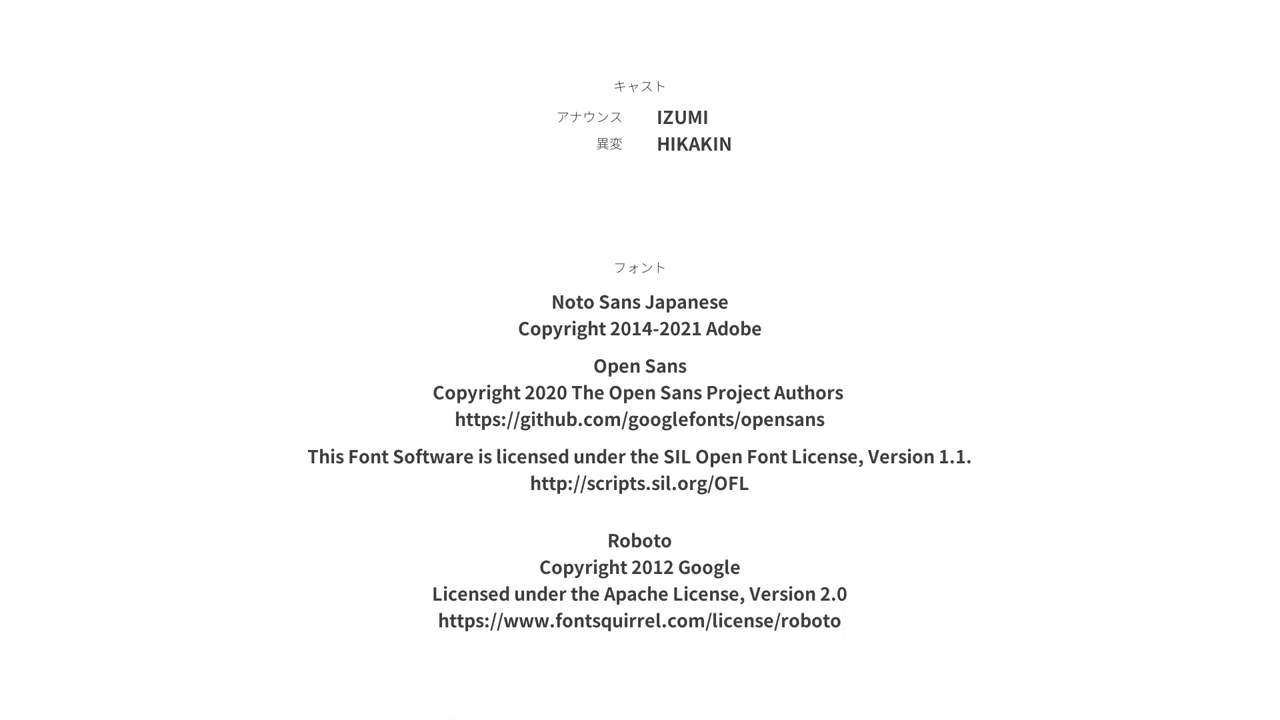 キャスト
アナウンス IZUMI
異変 HIKAKIN
フォント
Noto Sans Japanese
Copyright 2014-2021 Adobe
Open Sans
Copyright 2020 The Open Sans Project Authors
https://github.com/googlefonts/opensans
This Font Software is licensed under the SIL Open Font License, Version 1.1.
http://scripts.sil.org/OFL
Roboto
Copyright 2012 Google
Licensed under the Apache License, Version 2.0
https://www.fontsquirrel.com/license/roboto